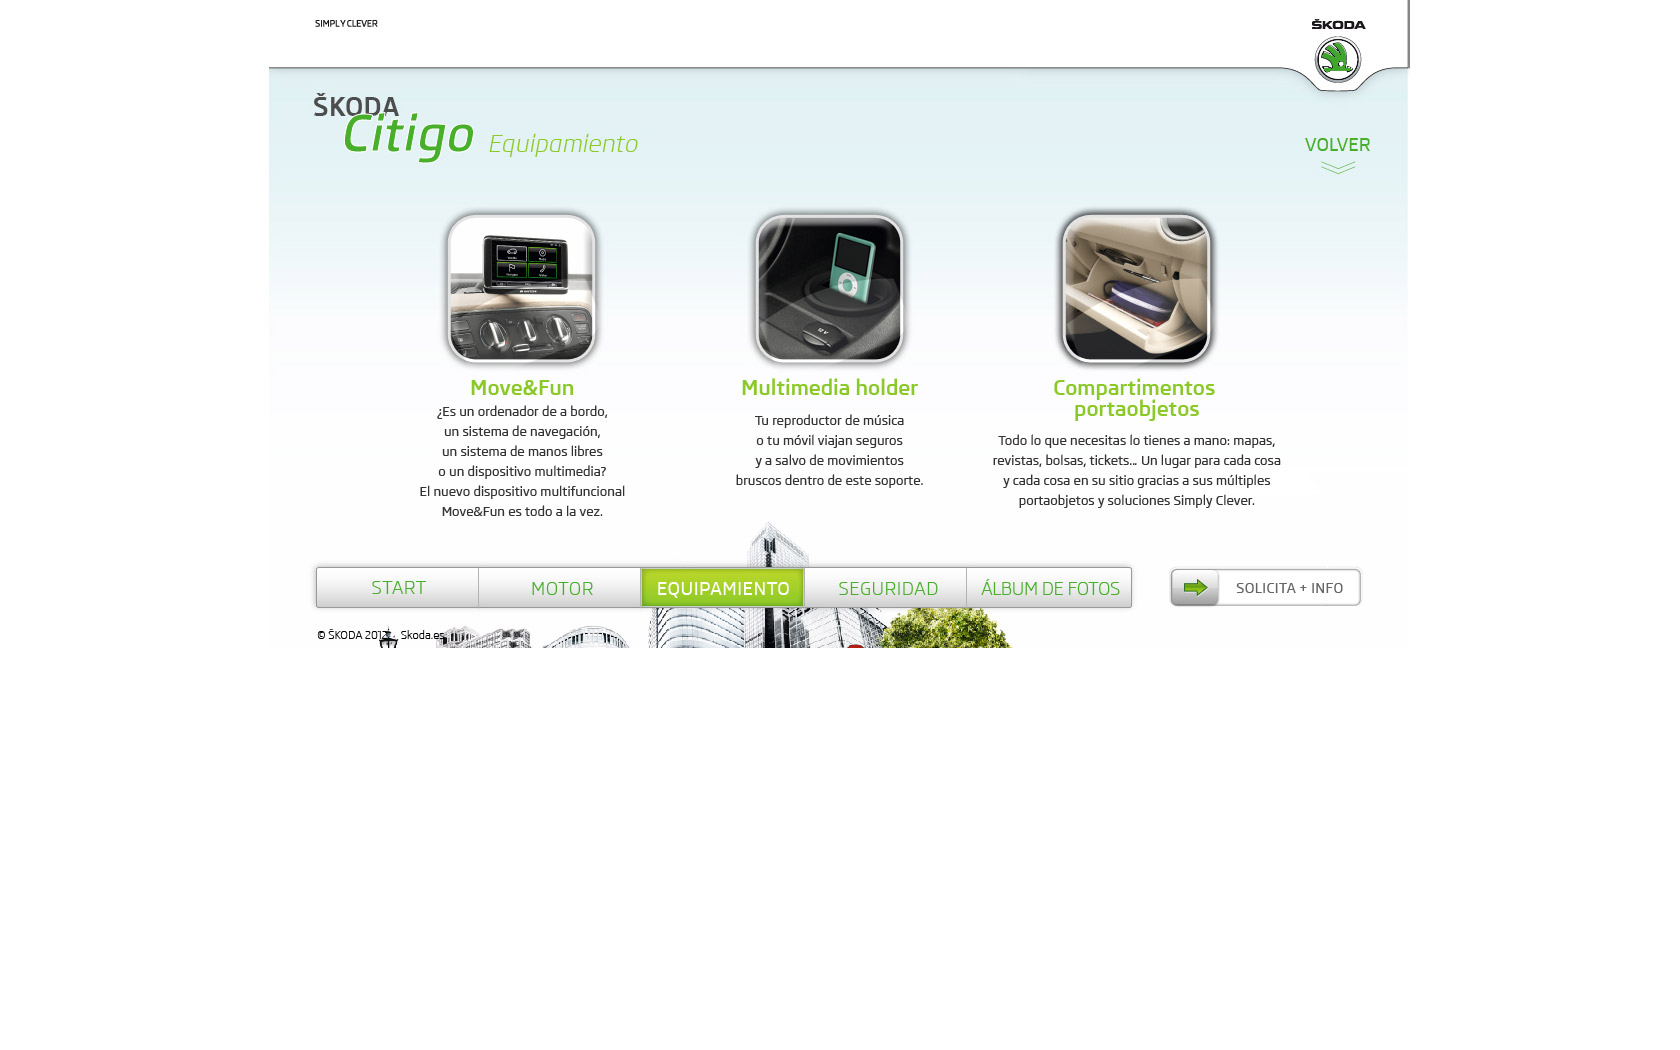 SIMPLY CLEVER
ŠKODA
ŠKODA
Citigo Equipamiento
VOLVER
12 V
Move&Fun
¿Es un ordenador de a bordo,
un sistema de navegación,
un sistema de manos libres
o un dispositivo multimedia?
El nuevo dispositivo multifuncional
Move&Fun es todo a la vez.
Multimedia holder
Tu reproductor de música
o tu móvil viajan seguros
y a salvo de movimientos
bruscos dentro de este soporte.
Compartimentos
portaobjetos
Todo lo que necesitas lo tienes a mano: mapas,
revistas, bolsas, tickets... Un lugar para cada cosa
y cada cosa en su sitio gracias a sus múltiples
portaobjetos y soluciones Simply Clever.
START
MOTOR
EQUIPAMIENTO
SEGURIDAD
ÁLBUM DE FOTOS
SOLICITA + INFO
© ŠKODA 2012 Skoda.es